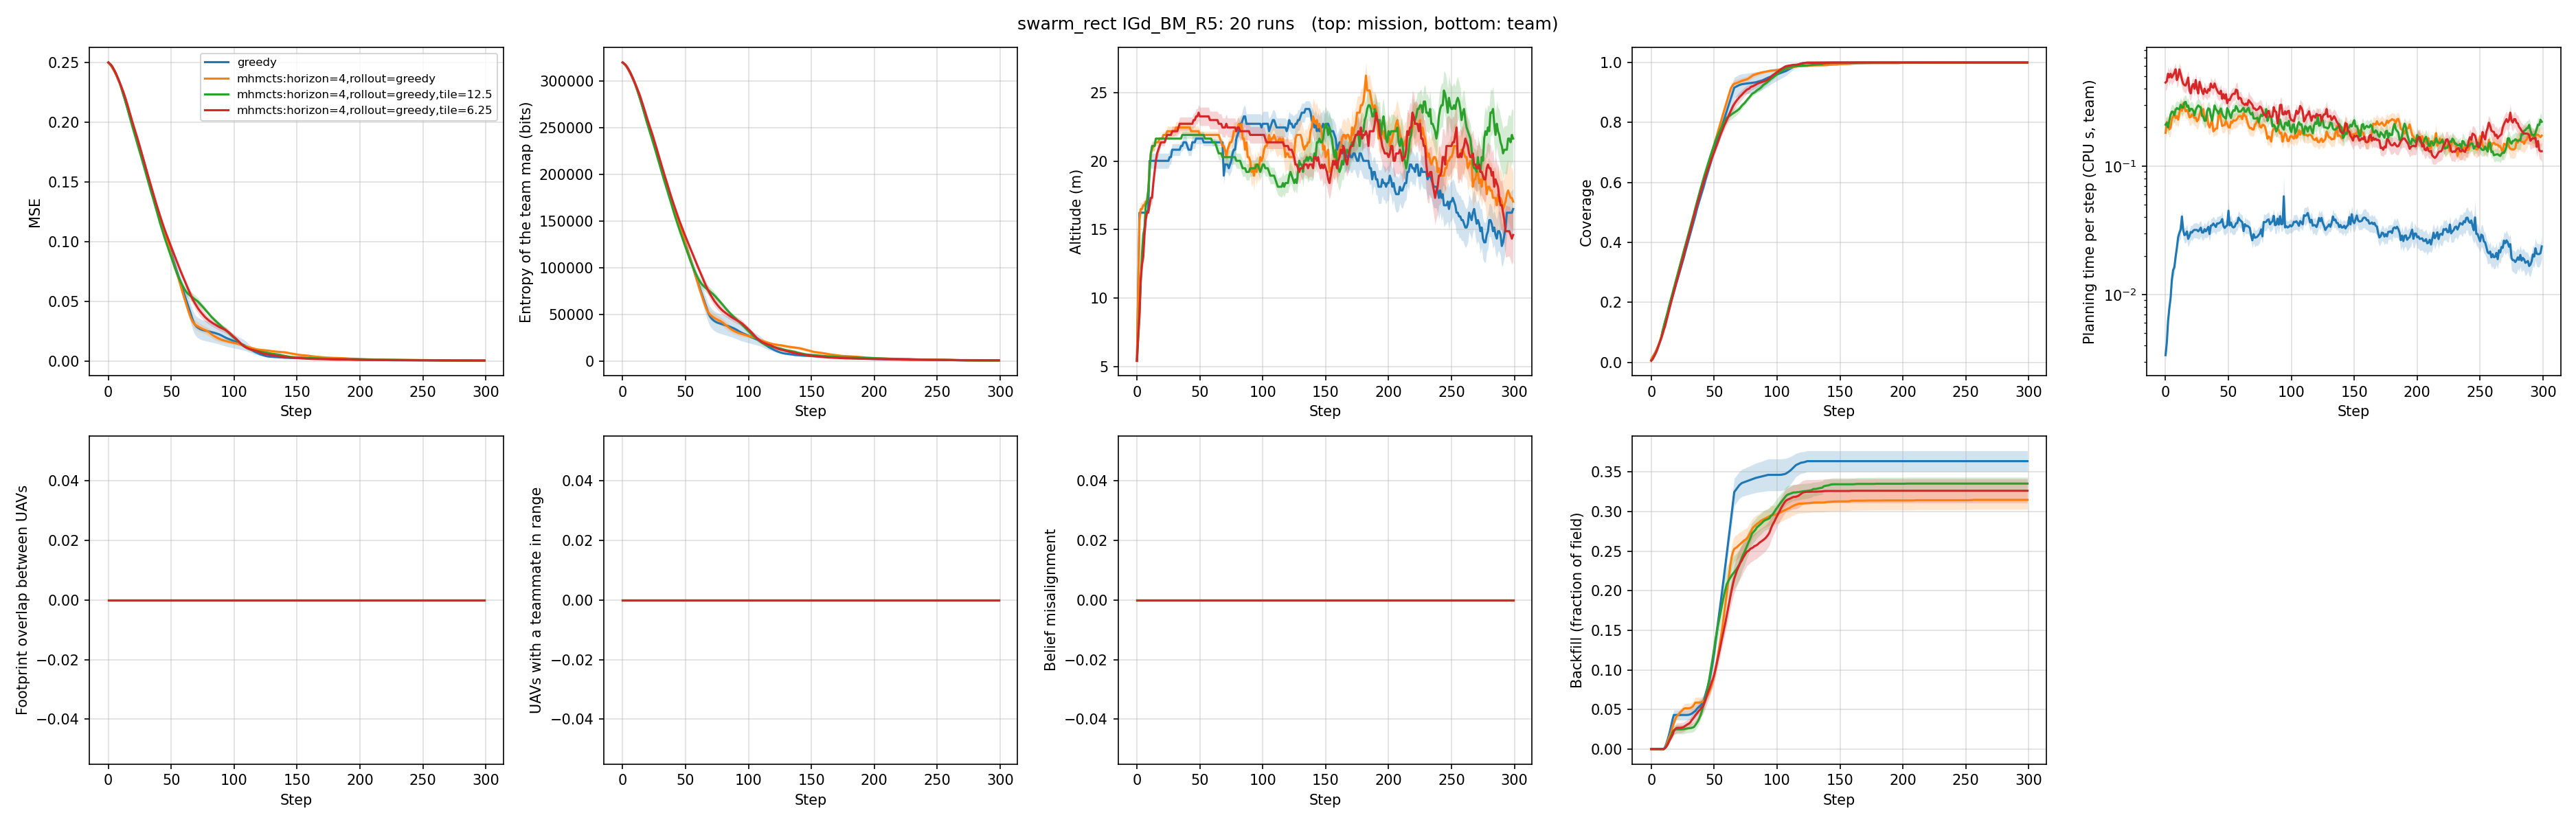 swarm_rect IGd_BM_R5: 20 runs   (top: mission, bottom: team)
MSE
0.25
0.20
0.15
0.10
0.05
0.00
greedy
mhmcts:horizon=4,rollout=greedy
mhmcts:horizon=4,rollout=greedy,tile=12.5
mhmcts:horizon=4,rollout=greedy,tile=6.25
0 50 100 150 200 250 300
Step
Entropy of the team map (bits)
300000
250000
200000
150000
100000
50000
0
0 50 100 150 200 250 300
Step
Altitude (m)
25
20
15
10
5
0 50 100 150 200 250 300
Step
Coverage
1.0
0.8
0.6
0.4
0.2
0.0
0 50 100 150 200 250 300
Step
Planning time per step (CPU s, team)
10⁻¹
10⁻²
0 50 100 150 200 250 300
Step
Footprint overlap between UAVs
0.04
0.02
0.00
−0.02
−0.04
0 50 100 150 200 250 300
Step
UAVs with a teammate in range
0.04
0.02
0.00
−0.02
−0.04
0 50 100 150 200 250 300
Step
Belief misalignment
0.04
0.02
0.00
−0.02
−0.04
0 50 100 150 200 250 300
Step
Backfill (fraction of field)
0.35
0.30
0.25
0.20
0.15
0.10
0.05
0.00
0 50 100 150 200 250 300
Step